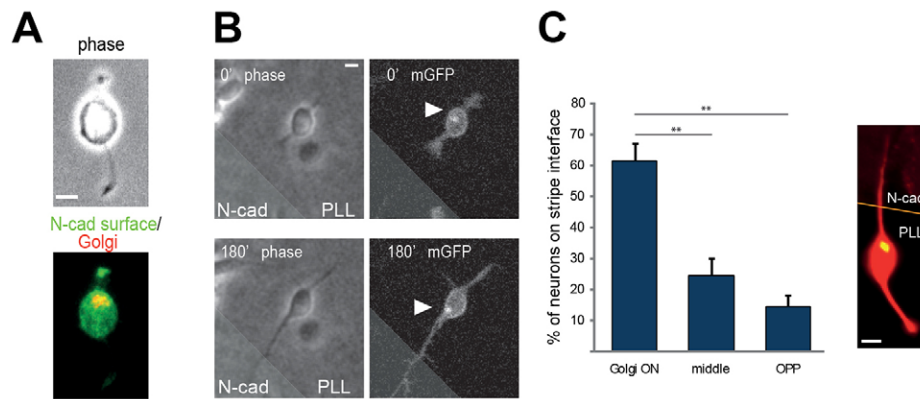 A
phase
N-cad surface/
Golgi
B
0' phase
0' mGFP
N-cad
PLL
180' phase
180' mGFP
N-cad
PLL
C
% of neurons on stripe interface
80
70
60
50
40
30
20
10
**
**
Golgi ON
middle
OPP
N-cad
PLL